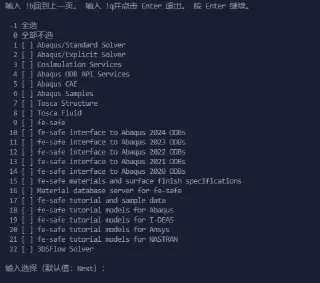 输入 !b回到上一页。 输入 !q并点击 Enter 退出。 按 Enter 继续。
-1 全选
0 全部不选
1 [ ] Abaqus/Standard Solver
2 [ ] Abaqus/Explicit Solver
3 [ ] Cosimulation Services
4 [ ] Abaqus ODB API Services
5 [ ] Abaqus CAE
6 [ ] Abaqus Samples
7 [ ] Tosca Structure
8 [ ] Tosca Fluid
9 [ ] fe-safe
10 [ ] fe-safe interface to Abaqus 2024 ODBs
11 [ ] fe-safe interface to Abaqus 2023 ODBs
12 [ ] fe-safe interface to Abaqus 2022 ODBs
13 [ ] fe-safe interface to Abaqus 2021 ODBs
14 [ ] fe-safe interface to Abaqus 2020 ODBs
15 [ ] fe-safe materials and surface finish specifications
16 [ ] Material database server for fe-safe
17 [ ] fe-safe tutorial and sample data
18 [ ] fe-safe tutorial models for Abaqus
19 [ ] fe-safe tutorial models for I-DEAS
20 [ ] fe-safe tutorial models for Ansys
21 [ ] fe-safe tutorial models for NASTRAN
22 [ ] 3DSFlow Solver
输入选择 (默认值: Next) :